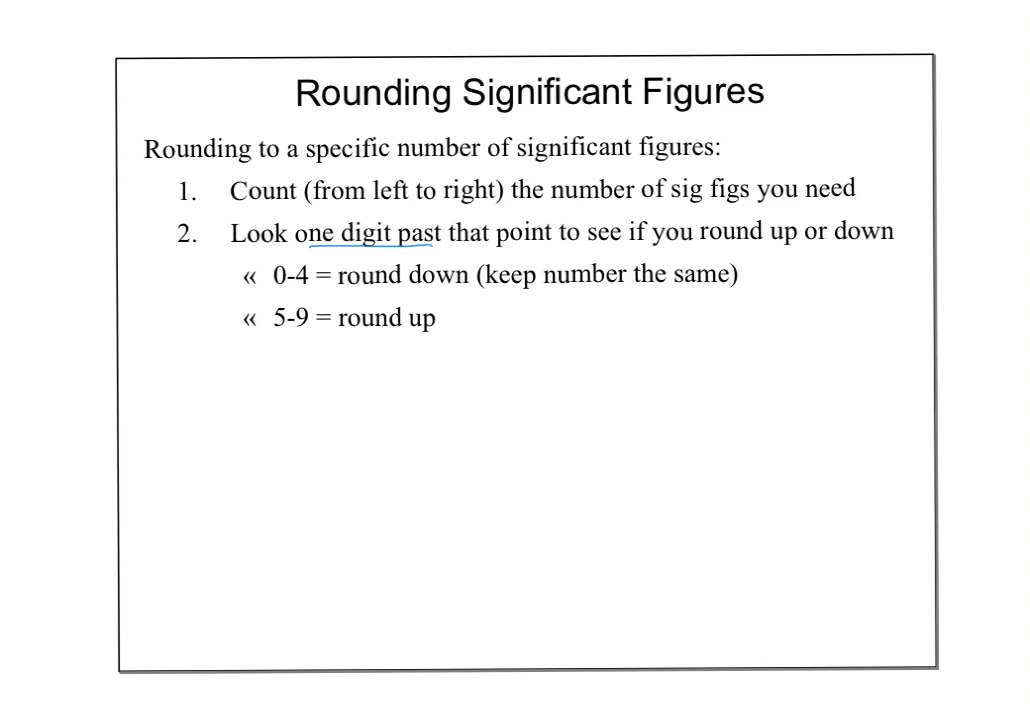 Rounding Significant Figures
Rounding to a specific number of significant figures:
1. Count (from left to right) the number of sig figs you need
2. Look one digit past that point to see if you round up or down
« 0-4 = round down (keep number the same)
« 5-9 = round up